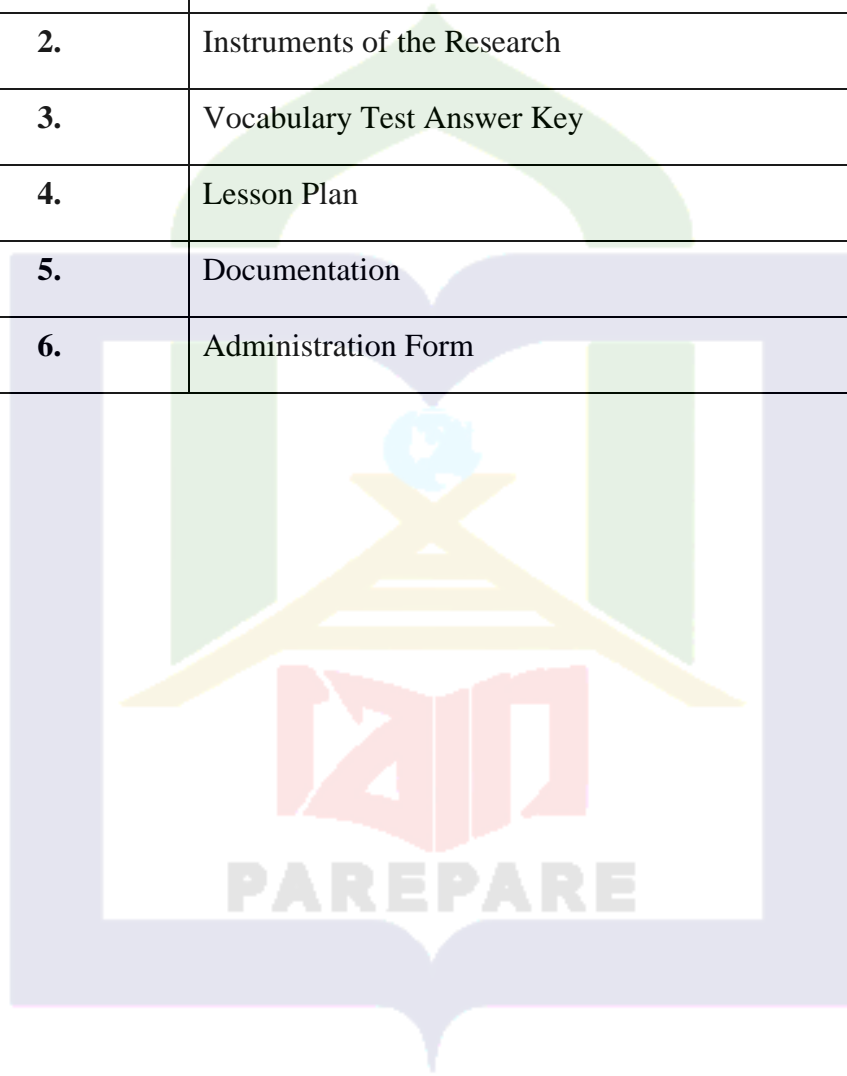 2. Instruments of the Research
3. Vocabulary Test Answer Key
4. Lesson Plan
5. Documentation
6. Administration Form
iain
PAREPARE